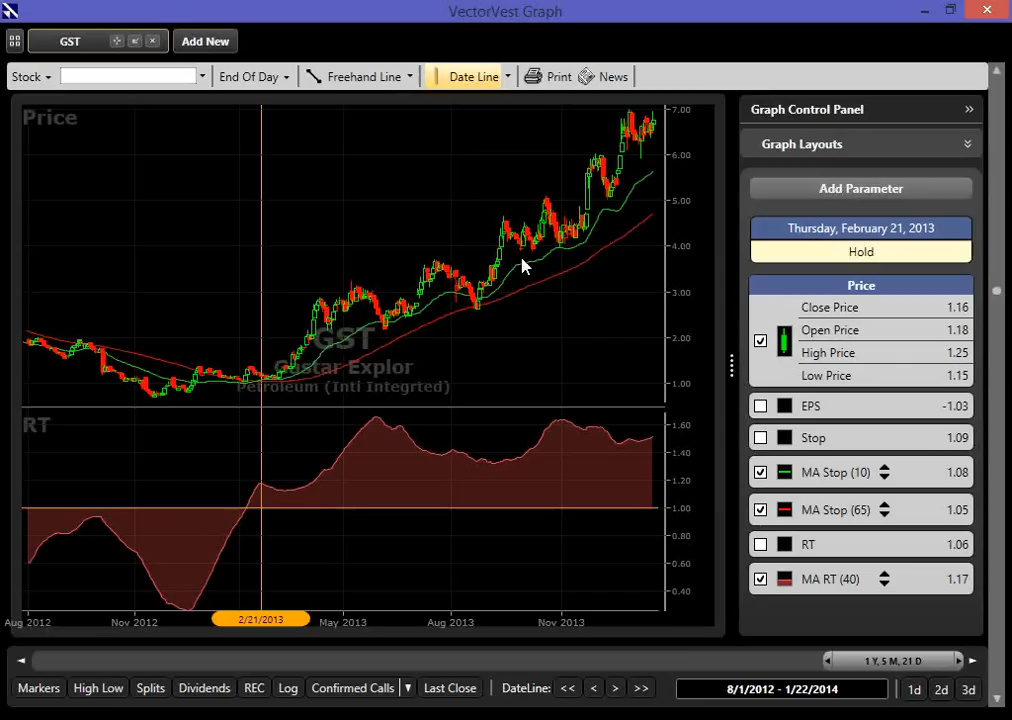 VectorVest Graph
GST
Add New
Stock
End Of Day
Freehand Line
Date Line
Print
News
Price
7.00
6.00
5.00
4.00
3.00
2.00
1.00
GST
Gastar Explor
Petroleum (Intl Integrted)
RT
1.60
1.40
1.20
1.00
0.80
0.60
0.40
Aug 2012
Nov 2012
2/21/2013
May 2013
Aug 2013
Nov 2013
Graph Control Panel
Graph Layouts
Add Parameter
Thursday, February 21, 2013
Hold
Price
Close Price 1.16
Open Price 1.18
High Price 1.25
Low Price 1.15
EPS -1.03
Stop 1.09
MA Stop (10) 1.08
MA Stop (65) 1.05
RT 1.06
MA RT (40) 1.17
1 Y, 5 M, 21 D
Markers
High Low
Splits
Dividends
REC
Log
Confirmed Calls
Last Close
DateLine:
<<
<
>
>>
8/1/2012 - 1/22/2014
1d
2d
3d